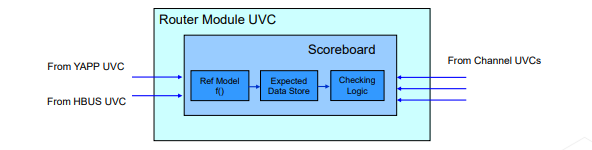 Router Module UVC
Scoreboard
From YAPP UVC
From HBUS UVC
Ref Model
f()
Expected
Data Store
Checking
Logic
From Channel UVCs